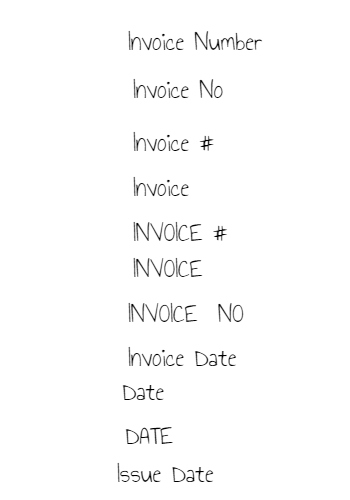 Invoice Number
Invoice No
Invoice #
Invoice
INVOICE #
INVOICE
INVOICE NO
Invoice Date
Date
DATE
Issue Date